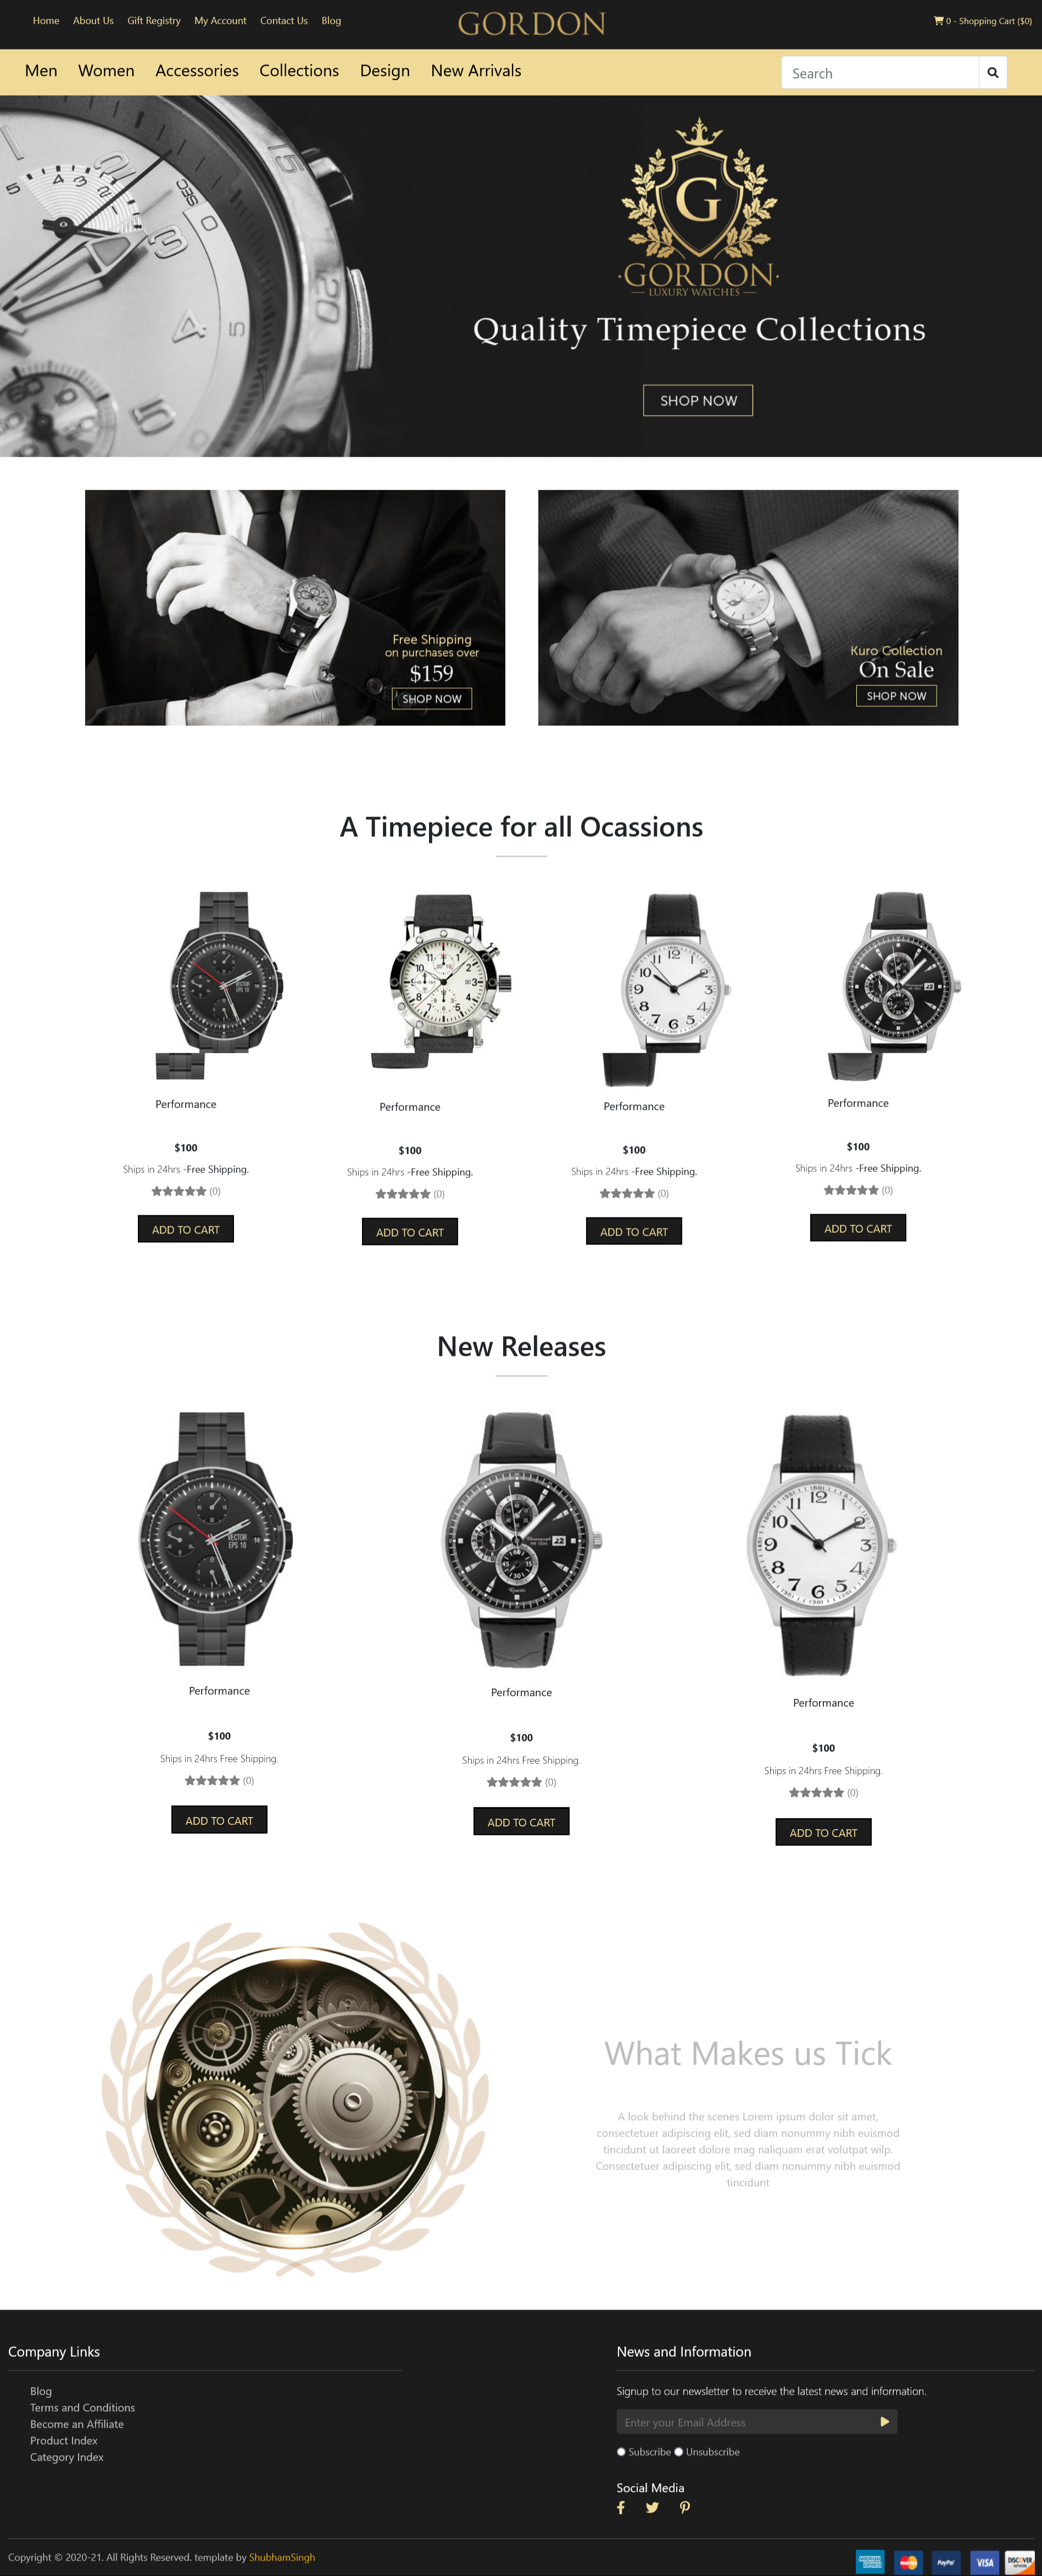 Home About Us Gift Registry My Account Contact Us Blog
GORDON
0 - Shopping Cart ($0)
Men Women Accessories Collections Design New Arrivals
Search
G
GORDON
LUXURY WATCHES
Quality Timepiece Collections
SHOP NOW
Free Shipping
on purchases over
$159
SHOP NOW
Kuro Collection
On Sale
SHOP NOW
A Timepiece for all Ocassions
Performance Performance Performance Performance
$100 $100 $100 $100
Ships in 24hrs -Free Shipping. Ships in 24hrs -Free Shipping. Ships in 24hrs -Free Shipping. Ships in 24hrs -Free Shipping.
(0) (0) (0) (0)
ADD TO CART ADD TO CART ADD TO CART ADD TO CART
New Releases
VECTOR
EPS 10
Performance Performance Performance
$100 $100 $100
Ships in 24hrs Free Shipping. Ships in 24hrs Free Shipping. Ships in 24hrs Free Shipping.
(0) (0) (0)
ADD TO CART ADD TO CART ADD TO CART
What Makes us Tick
A look behind the scenes Lorem ipsum dolor sit amet,
consectetuer adipiscing elit, sed diam nonummy nibh euismod
tincidunt ut laoreet dolore mag naliquam erat volutpat wilp.
Consectetuer adipiscing elit, sed diam nonummy nibh euismod
tincidunt
Company Links
Blog
Terms and Conditions
Become an Affiliate
Product Index
Category Index
News and Information
Signup to our newsletter to receive the latest news and information.
Enter your Email Address
Subscribe Unsubscribe
Social Media
Copyright © 2020-21. All Rights Reserved. template by ShubhamSingh
AMERICAN EXPRESS MasterCard PayPal VISA DISCOVER NETWORK